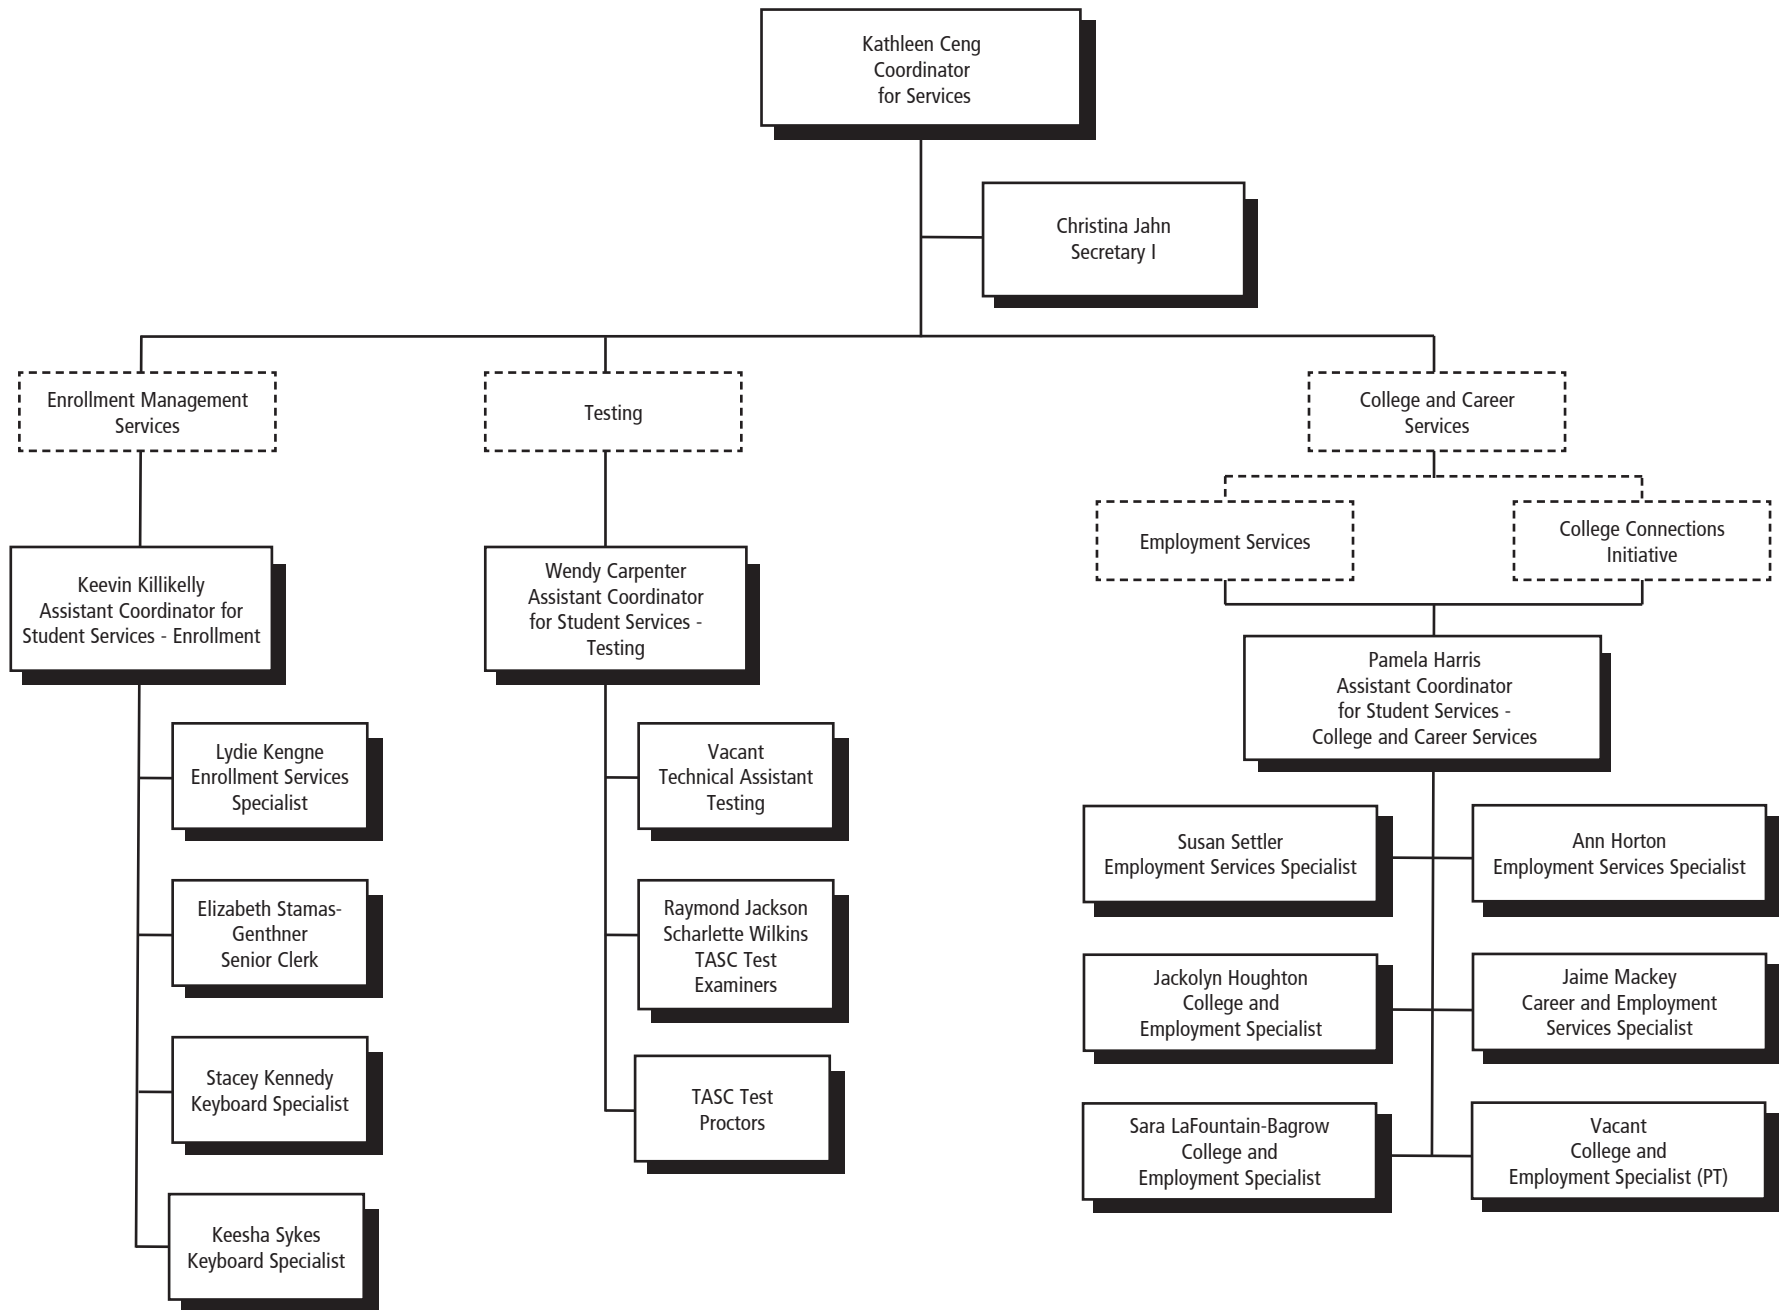 Kathleen Ceng
Coordinator
for Services
Christina Jahn
Secretary I
Enrollment Management
Services
Testing
College and Career
Services
Employment Services
College Connections
Initiative
Keevin Killikelly
Assistant Coordinator for
Student Services - Enrollment
Wendy Carpenter
Assistant Coordinator
for Student Services -
Testing
Pamela Harris
Assistant Coordinator
for Student Services -
College and Career Services
Lydie Kengne
Enrollment Services
Specialist
Elizabeth Stamas-
Genthner
Senior Clerk
Stacey Kennedy
Keyboard Specialist
Keesha Sykes
Keyboard Specialist
Vacant
Technical Assistant
Testing
Raymond Jackson
Scharlette Wilkins
TASC Test
Examiners
TASC Test
Proctors
Susan Settler
Employment Services Specialist
Ann Horton
Employment Services Specialist
Jackolyn Houghton
College and
Employment Specialist
Jaime Mackey
Career and Employment
Services Specialist
Sara LaFountain-Bagrow
College and
Employment Specialist
Vacant
College and
Employment Specialist (PT)